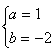 a = 1
b = −2